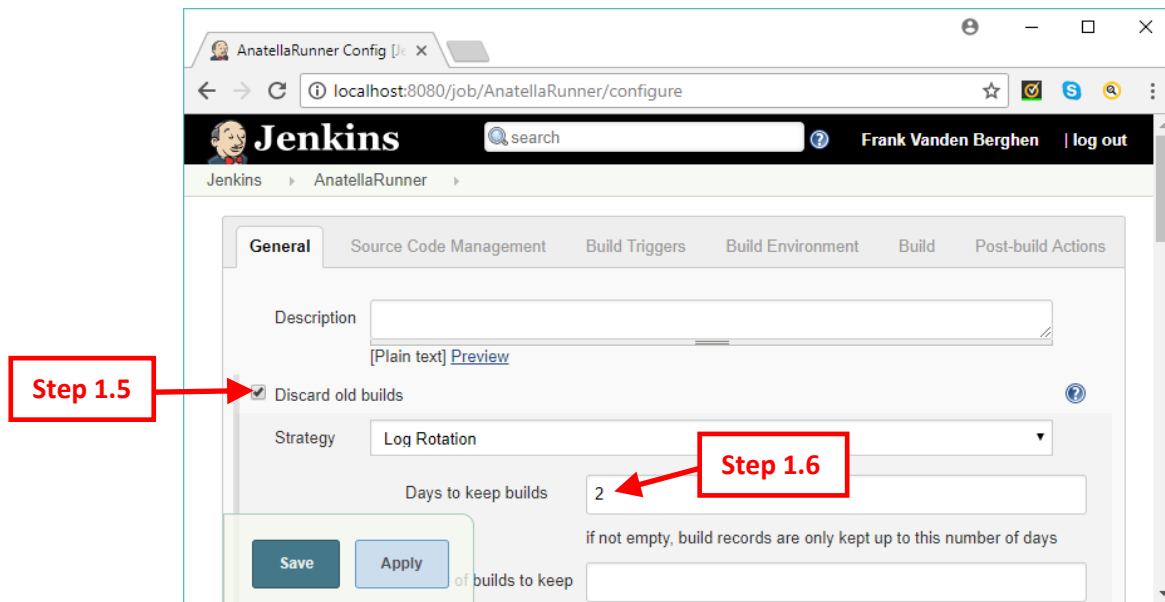 AnatellaRunner Config [Je
localhost:8080/job/AnatellaRunner/configure
Jenkins
search
Frank Vanden Berghen
| log out
Jenkins
AnatellaRunner
General
Source Code Management
Build Triggers
Build Environment
Build
Post-build Actions
Description
[Plain text] Preview
Step 1.5
Discard old builds
Strategy
Log Rotation
Step 1.6
Days to keep builds
2
if not empty, build records are only kept up to this number of days
Save
Apply
of builds to keep